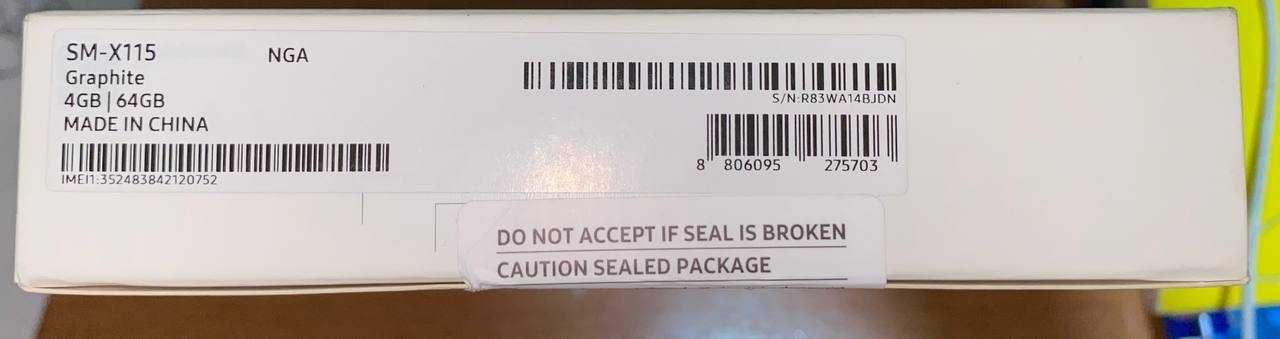 SM-X115 NGA
Graphite
4GB | 64GB
MADE IN CHINA
IMEI1:352483842120752
S/N:R83WA14BJDN
8 806095 275703
DO NOT ACCEPT IF SEAL IS BROKEN
CAUTION SEALED PACKAGE